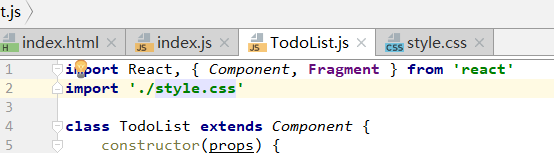 t.js
index.html index.js TodoList.js style.css
1 import React, { Component, Fragment } from 'react'
2 import './style.css'
3
4 class TodoList extends Component {
5 constructor(props) {